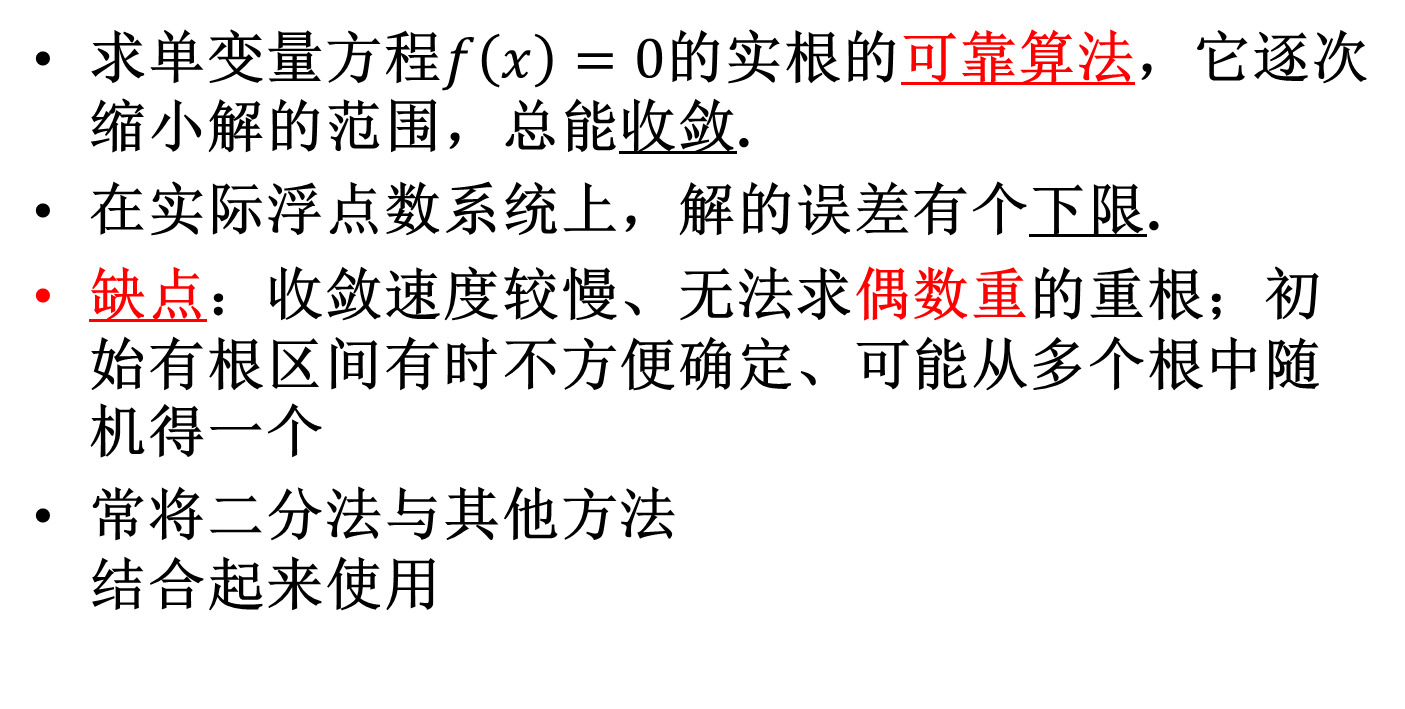 • 求单变量方程f(x) = 0的实根的可靠算法，它逐次
缩小解的范围，总能收敛.
• 在实际浮点数系统上，解的误差有个下限.
• 缺点：收敛速度较慢、无法求偶数重的重根；初
始有根区间有时不方便确定、可能从多个根中随
机得一个
• 常将二分法与其他方法
结合起来使用